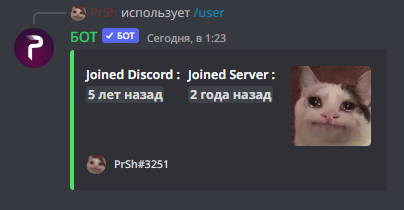 PrSh использует /user
БОТ ✓ БОТ Сегодня, в 1:23
Joined Discord : Joined Server :
5 лет назад 2 года назад
PrSh#3251